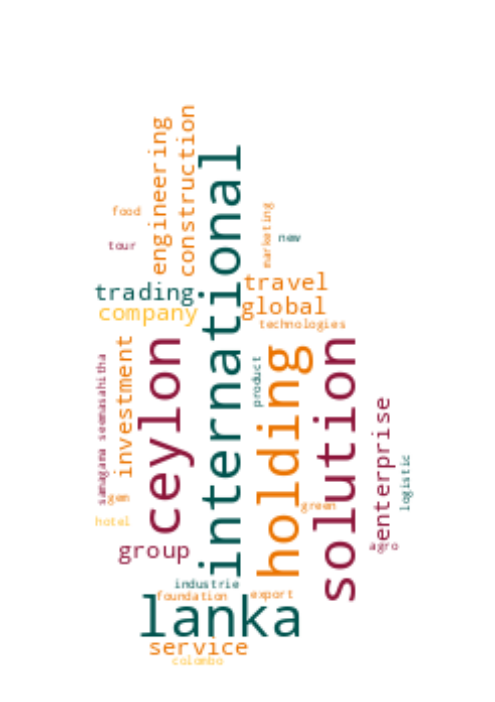 engineering
construction
international
food
marketing
new
tour
travel
trading
global
company
technologies
ceylon
holding
solution
investment
samagama seemasahitha
product
enterprise
logistic
gem
green
hotel
group
agro
industrie
foundation
export
lanka
service
colombo